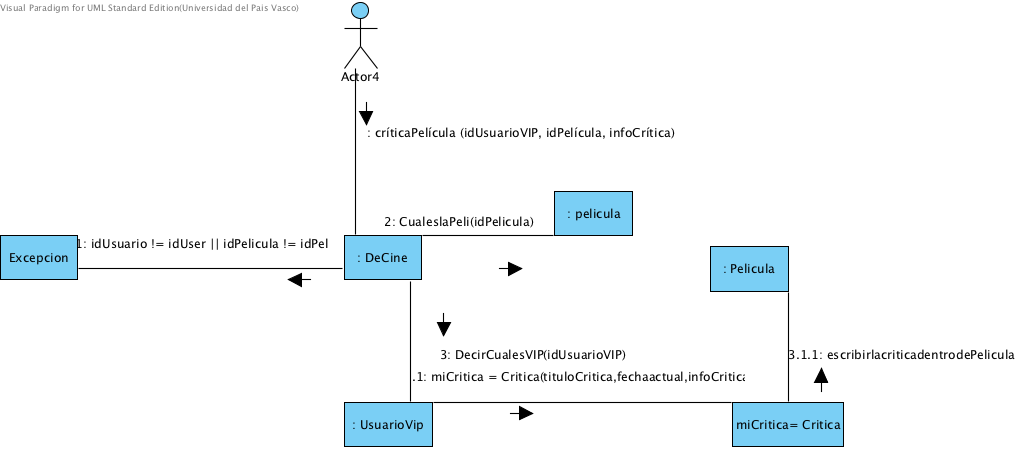 Visual Paradigm for UML Standard Edition(Universidad del Pais Vasco)
Actor4
: críticaPelícula (idUsuarioVIP, idPelícula, infoCrítica)
: pelicula
2: CualeslaPeli(idPelicula)
1: idUsuario != idUser || idPelicula != idPel
Excepcion
: DeCine
: Pelicula
3: DecirCualesVIP(idUsuarioVIP)
3.1.1: escribirlacriticadentrodePelicula
.1: miCritica = Critica(tituloCritica,fechaactual,infoCritica
: UsuarioVip
miCritica= Critica